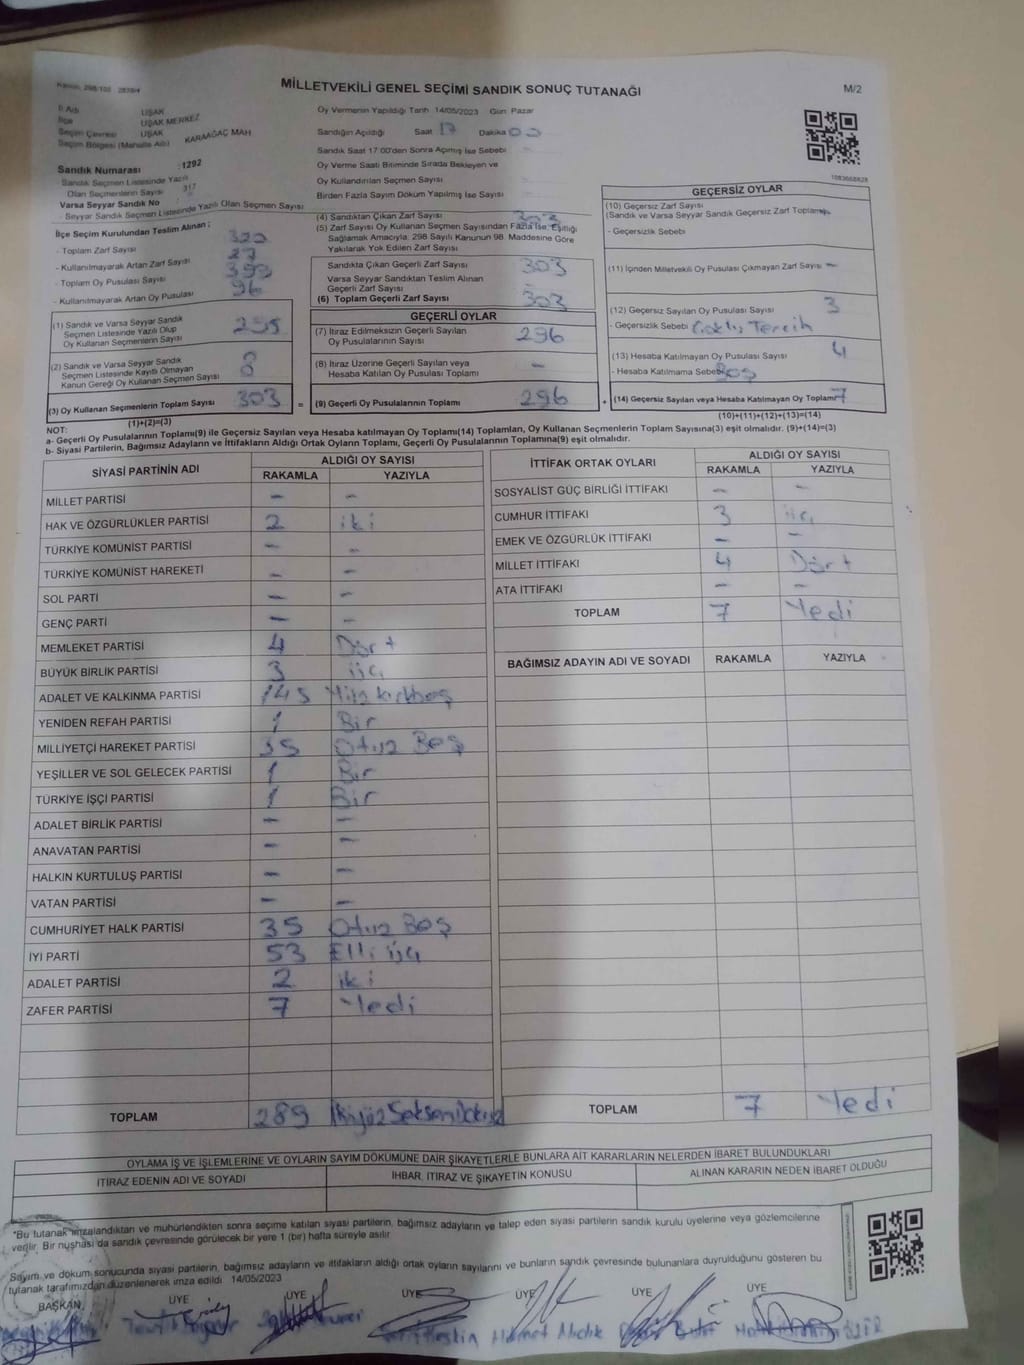 MİLLETVEKİLİ GENEL SEÇİMİ SANDIK SONUÇ TUTANAĞI
M/2
İl Adı UŞAK
İlçe UŞAK MERKEZ
Seçim Çevresi UŞAK
Seçim Bölgesi (Mahalle Adı) KARAAĞAÇ MAH
Sandık Numarası : 1292
- Sandık Seçmen Listesinde Yazılı
Olan Seçmenlerin Sayısı 317
Varsa Seyyar Sandık No
- Seyyar Sandık Seçmen Listesinde Yazılı Olan Seçmen Sayısı
Oy Vermenin Yapıldığı Tarih 14/05/2023 Gün Pazar
Sandığın Açıldığı Saat 17 Dakika 00
Sandık Saat 17:00'den Sonra Açılmış İse Sebebi
Oy Verme Saati Bitiminde Sırada Bekleyen ve
Oy Kullandırılan Seçmen Sayısı
Birden Fazla Sayım Döküm Yapılmış İse Sayısı
İlçe Seçim Kurulundan Teslim Alınan ;
- Toplam Zarf Sayısı
- Kullanılmayarak Artan Zarf Sayısı 27
- Toplam Oy Pusulası Sayısı
- Kullanılmayarak Artan Oy Pusulası 96
(1) Sandık ve Varsa Seyyar Sandık
Seçmen Listesinde Yazılı Olup
Oy Kullanan Seçmenlerin Sayısı 295
(2) Sandık ve Varsa Seyyar Sandık
Seçmen Listesinde Kayıtlı Olmayan
Kanun Gereği Oy Kullanan Seçmen Sayısı 8
(3) Oy Kullanan Seçmenlerin Toplam Sayısı 303
(1)+(2)=(3)
(4) Sandıktan Çıkan Zarf Sayısı 303
(5) Zarf Sayısı Oy Kullanan Seçmen Sayısından Fazla İse, Eşitliği
Sağlamak Amacıyla, 298 Sayılı Kanunun 98. Maddesine Göre
Yakılarak Yok Edilen Zarf Sayısı
Sandıkta Çıkan Geçerli Zarf Sayısı 303
Varsa Seyyar Sandıktan Teslim Alınan
Geçerli Zarf Sayısı
(6) Toplam Geçerli Zarf Sayısı 303
GEÇERLİ OYLAR
(7) İtiraz Edilmeksizin Geçerli Sayılan
Oy Pusulalarının Sayısı 296
(8) İtiraz Üzerine Geçerli Sayılan veya
Hesaba Katılan Oy Pusulası Toplamı -
= (9) Geçerli Oy Pusulalarının Toplamı 296
GEÇERSİZ OYLAR
(10) Geçersiz Zarf Sayısı
(Sandık ve Varsa Seyyar Sandık Geçersiz Zarf Toplamı) -
- Geçersizlik Sebebi
(11) İçinden Milletvekili Oy Pusulası Çıkmayan Zarf Sayısı -
(12) Geçersiz Sayılan Oy Pusulası Sayısı 3
- Geçersizlik Sebebi Çoklu Tercih
(13) Hesaba Katılmayan Oy Pusulası Sayısı 4
- Hesaba Katılmama Sebebi Boş
+ (14) Geçersiz Sayılan veya Hesaba Katılmayan Oy Toplamı 7
(10)+(11)+(12)+(13)=(14)
NOT:
a- Geçerli Oy Pusulalarının Toplamı(9) ile Geçersiz Sayılan veya Hesaba katılmayan Oy Toplamı(14) Toplamları, Oy Kullanan Seçmenlerin Toplam Sayısına(3) eşit olmalıdır. (9)+(14)=(3)
b- Siyasi Partilerin, Bağımsız Adayların ve İttifakların Aldığı Ortak Oyların Toplamı, Geçerli Oy Pusulalarının Toplamına(9) eşit olmalıdır.
SİYASİ PARTİNİN ADI ALDIĞI OY SAYISI
RAKAMLA YAZIYLA
MİLLET PARTİSİ - -
HAK VE ÖZGÜRLÜKLER PARTİSİ 2 iki
TÜRKİYE KOMÜNİST PARTİSİ - -
TÜRKİYE KOMÜNİST HAREKETİ - -
SOL PARTİ - -
GENÇ PARTİ - -
MEMLEKET PARTİSİ 4 Dört
BÜYÜK BİRLİK PARTİSİ 3 üç
ADALET VE KALKINMA PARTİSİ 145
YENİDEN REFAH PARTİSİ 1 Bir
MİLLİYETÇİ HAREKET PARTİSİ 35 Otuz Beş
YEŞİLLER VE SOL GELECEK PARTİSİ 1 Bir
TÜRKİYE İŞÇİ PARTİSİ 1 Bir
ADALET BİRLİK PARTİSİ - -
ANAVATAN PARTİSİ - -
HALKIN KURTULUŞ PARTİSİ - -
VATAN PARTİSİ - -
CUMHURİYET HALK PARTİSİ 35 Otuz Beş
İYİ PARTİ 53 Elli üç
ADALET PARTİSİ 2 iki
ZAFER PARTİSİ 7 Yedi
TOPLAM 289 İkiyüz Seksen Dokuz
İTTİFAK ORTAK OYLARI ALDIĞI OY SAYISI
RAKAMLA YAZIYLA
SOSYALİST GÜÇ BİRLİĞİ İTTİFAKI - -
CUMHUR İTTİFAKI 3 üç
EMEK VE ÖZGÜRLÜK İTTİFAKI - -
MİLLET İTTİFAKI 4 Dört
ATA İTTİFAKI - -
TOPLAM 7 Yedi
BAĞIMSIZ ADAYIN ADI VE SOYADI RAKAMLA YAZIYLA
TOPLAM 7 Yedi
OYLAMA İŞ VE İŞLEMLERİNE VE OYLARIN SAYIM DÖKÜMÜNE DAİR ŞİKAYETLERLE BUNLARA AİT KARARLARIN NELERDEN İBARET BULUNDUKLARI
İTİRAZ EDENİN ADI VE SOYADI
İHBAR, İTİRAZ VE ŞİKAYETİN KONUSU
ALINAN KARARIN NEDEN İBARET OLDUĞU
*Bu tutanak imzalandıktan ve mühürlendikten sonra seçime katılan siyasi partilerin, bağımsız adayların ve talep eden siyasi partilerin sandık kurulu üyelerine veya gözlemcilerine
verilir. Bir nüshası da sandık çevresinde görülecek bir yere 1 (bir) hafta süreyle asılır.
Sayım ve döküm sonucunda siyasi partilerin, bağımsız adayların ve ittifakların aldığı ortak oyların sayılarını ve bunların sandık çevresinde bulunanlara duyrulduğunu gösteren bu
tutanak tarafımızdan düzenlenerek imza edildi. 14/05/2023
BAŞKAN ÜYE ÜYE ÜYE ÜYE ÜYE ÜYE